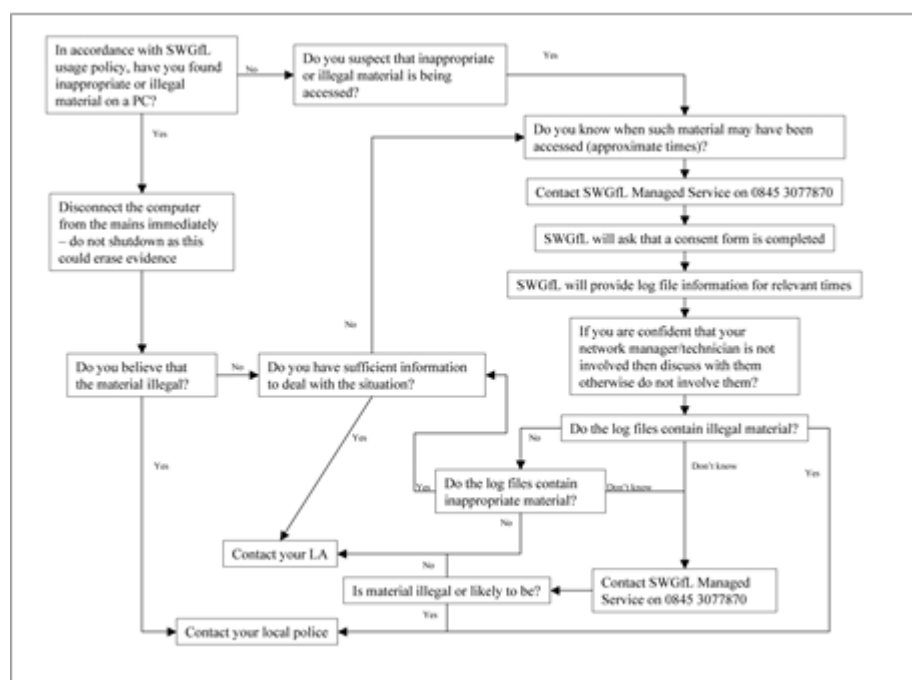 In accordance with SWGfL
usage policy, have you found
inappropriate or illegal
material on a PC?
No
Do you suspect that inappropriate
or illegal material is being
accessed?
Yes
Yes
Do you know when such material may have been
accessed (approximate times)?
Contact SWGfL Managed Service on 0845 3077870
Disconnect the computer
from the mains immediately
– do not shutdown as this
could erase evidence
SWGfL will ask that a consent form is completed
SWGfL will provide log file information for relevant times
No
If you are confident that your
network manager/technician is
not involved then discuss with them
otherwise do not involve them?
Do you believe that
the material illegal?
No
Do you have sufficient information
to deal with the situation?
Do the log files contain illegal material?
Yes
No
Yes
Don't know
Yes
Do the log files contain
inappropriate material?
Yes
Don't know
No
Contact your LA
No
Is material illegal or likely to be?
Contact SWGfL Managed
Service on 0845 3077870
Yes
Contact your local police